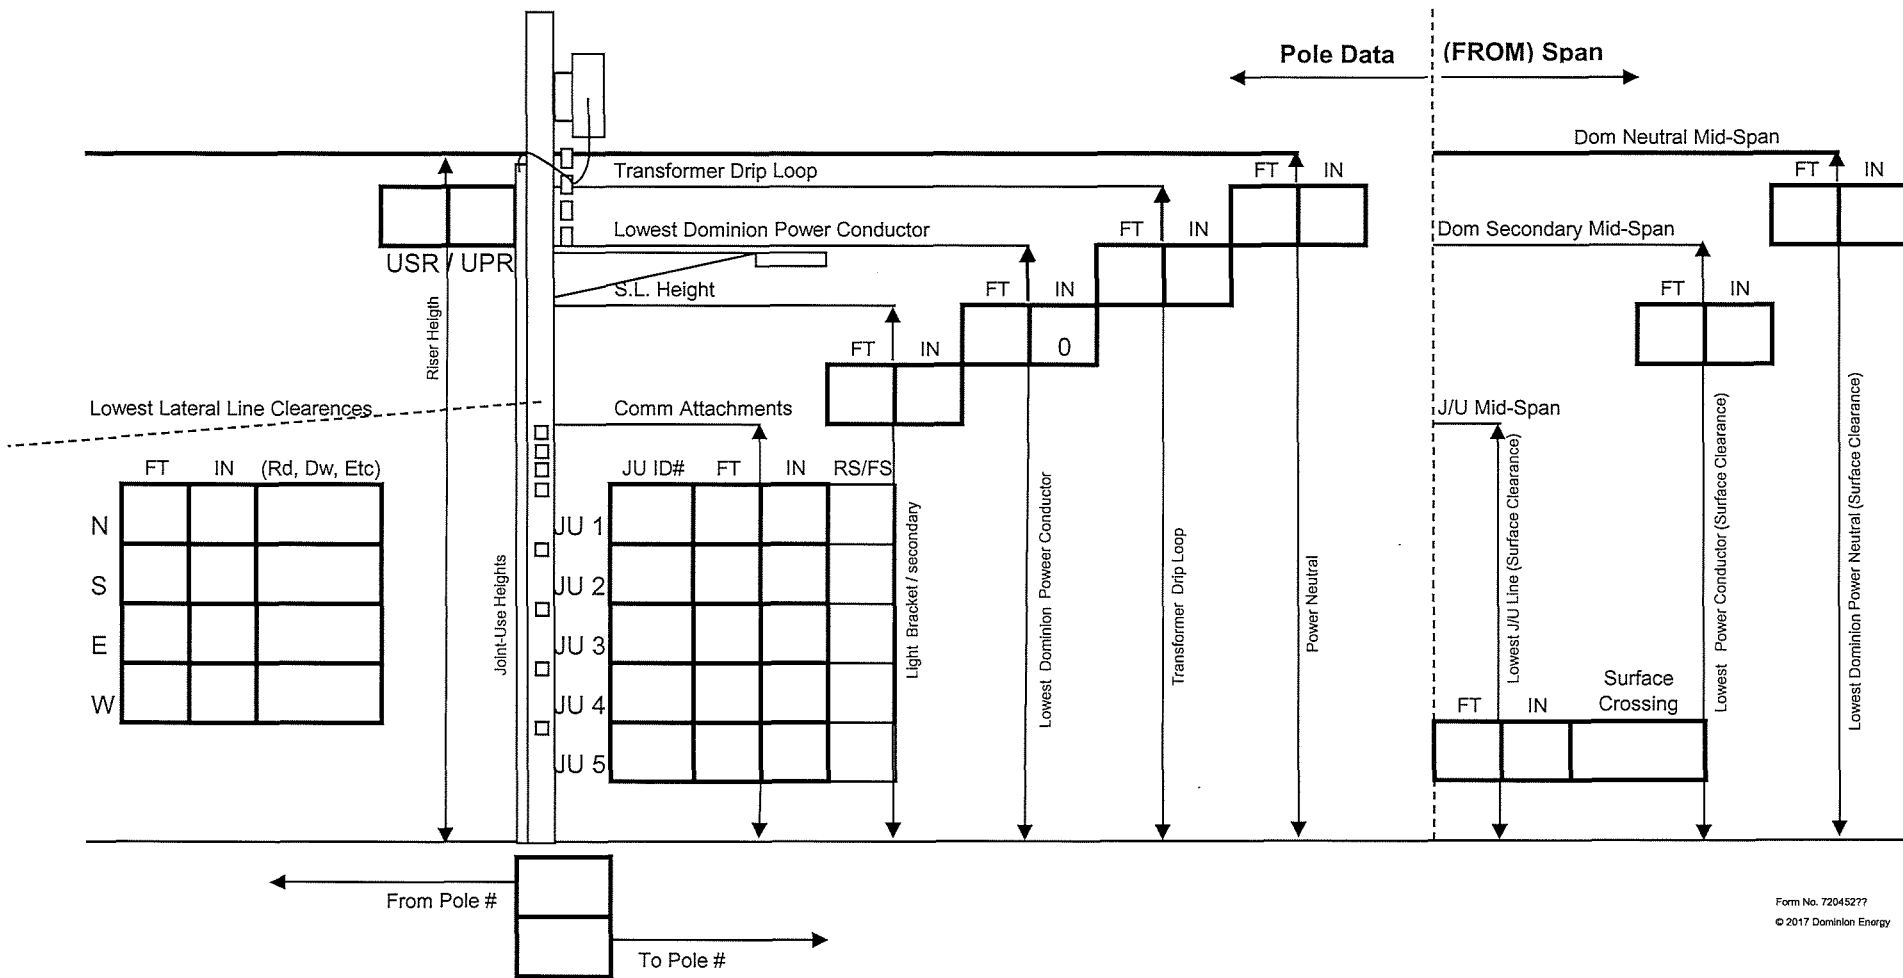 Pole Data (FROM) Span
Dom Neutral Mid-Span
Transformer Drip Loop
FT IN
FT IN
USR / UPR
Lowest Dominion Power Conductor
FT IN
Dom Secondary Mid-Span
S.L. Height
FT IN
FT IN
0
FT IN
Riser Heigth
Lowest Lateral Line Clearences
Comm Attachments
J/U Mid-Span
FT IN (Rd, Dw, Etc)
JU ID# FT IN RS/FS
N
S
E
W
Joint-Use Heights
JU 1
JU 2
JU 3
JU 4
JU 5
Light Bracket / secondary
Lowest Dominion Power Conductor
Transformer Drip Loop
Power Neutral
Lowest J/U Line (Surface Clearance)
Lowest Power Conductor (Surface Clearance)
Lowest Dominion Power Neutral (Surface Clearance)
FT IN Surface
Crossing
From Pole #
To Pole #
Form No. 720452??
© 2017 Dominion Energy